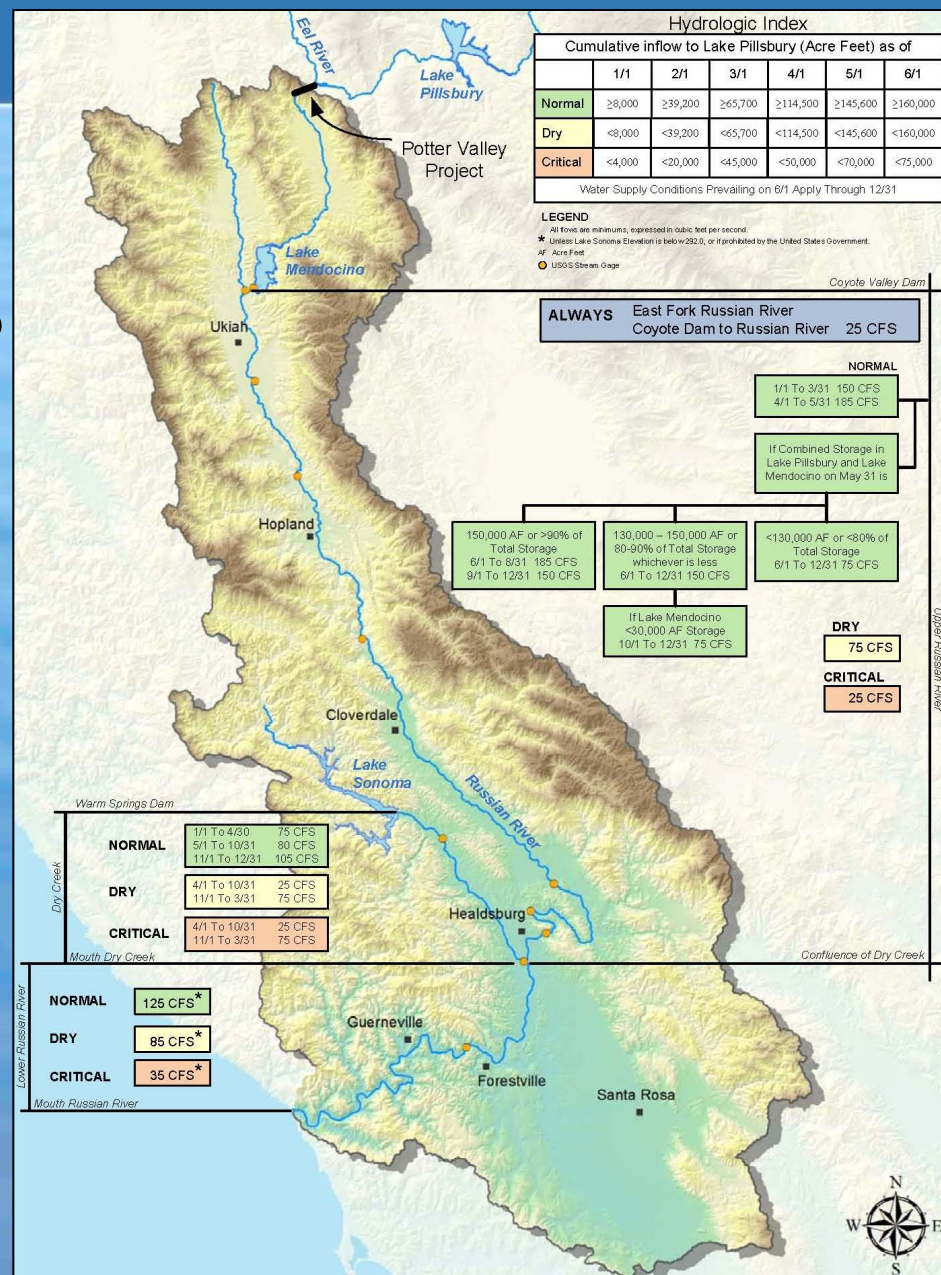 Hydrologic Index
Cumulative inflow to Lake Pillsbury (Acre Feet) as of
1/1 2/1 3/1 4/1 5/1 6/1
Normal ≥8,000 ≥39,200 ≥65,700 ≥114,500 ≥145,600 ≥160,000
Dry <8,000 <39,200 <65,700 <114,500 <145,600 <160,000
Critical <4,000 <20,000 <45,000 <50,000 <70,000 <75,000
Water Supply Conditions Prevailing on 6/1 Apply Through 12/31
LEGEND
All flows are minimums, expressed in cubic feet per second.
* Unless Lake Sonoma Elevation is below 292.0, or if prohibited by the United States Government.
AF Acre Feet
USGS Stream Gage
Eel River
Lake
Pillsbury
Potter Valley
Project
Lake
Mendocino
Coyote Valley Dam
ALWAYS East Fork Russian River
Coyote Dam to Russian River 25 CFS
Ukiah
NORMAL
1/1 To 3/31 150 CFS
4/1 To 5/31 185 CFS
If Combined Storage in
Lake Pillsbury and Lake
Mendocino on May 31 is
Hopland
150,000 AF or >90% of
Total Storage
6/1 To 8/31 185 CFS
9/1 To 12/31 150 CFS
130,000 – 150,000 AF or
80-90% of Total Storage
whichever is less
6/1 To 12/31 150 CFS
<130,000 AF or <80% of
Total Storage
6/1 To 12/31 75 CFS
If Lake Mendocino
<30,000 AF Storage
10/1 To 12/31 75 CFS
DRY
75 CFS
CRITICAL
25 CFS
Upper Russian River
Cloverdale
Lake
Sonoma
Russian River
Warm Springs Dam
Dry Creek
NORMAL
1/1 To 4/30 75 CFS
5/1 To 10/31 80 CFS
11/1 To 12/31 105 CFS
DRY
4/1 To 10/31 25 CFS
11/1 To 3/31 75 CFS
CRITICAL
4/1 To 10/31 25 CFS
11/1 To 3/31 75 CFS
Healdsburg
Mouth Dry Creek
Confluence of Dry Creek
Lower Russian River
NORMAL 125 CFS*
DRY 85 CFS*
CRITICAL 35 CFS*
Guerneville
Forestville
Santa Rosa
Mouth Russian River
N
W E
S